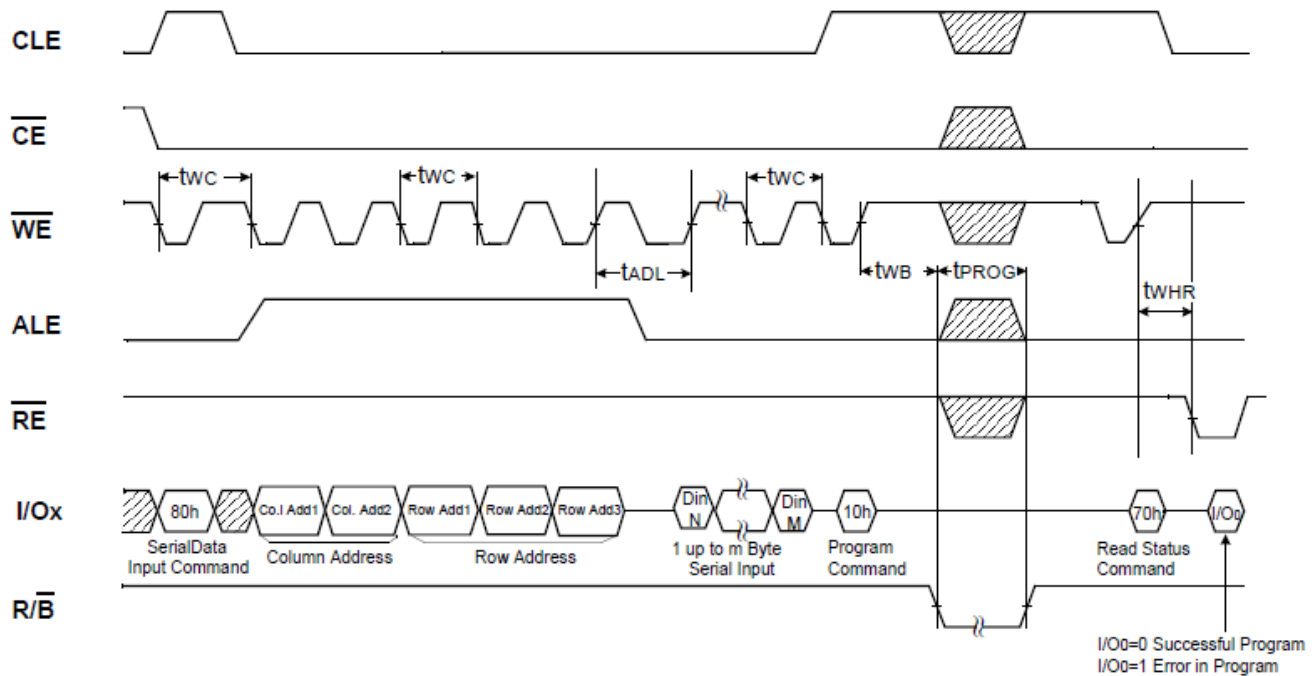 CLE
CE
tWC
tWC
tWC
WE
tADL
tWB
tPROG
tWHR
ALE
RE
I/Ox
80h
Co.l Add1
Col. Add2
Row Add1
Row Add2
Row Add3
Din N
Din M
10h
70h
I/O0
SerialData
Input Command
Column Address
Row Address
1 up to m Byte
Serial Input
Program
Command
Read Status
Command
R/B
I/O0=0 Successful Program
I/O0=1 Error in Program